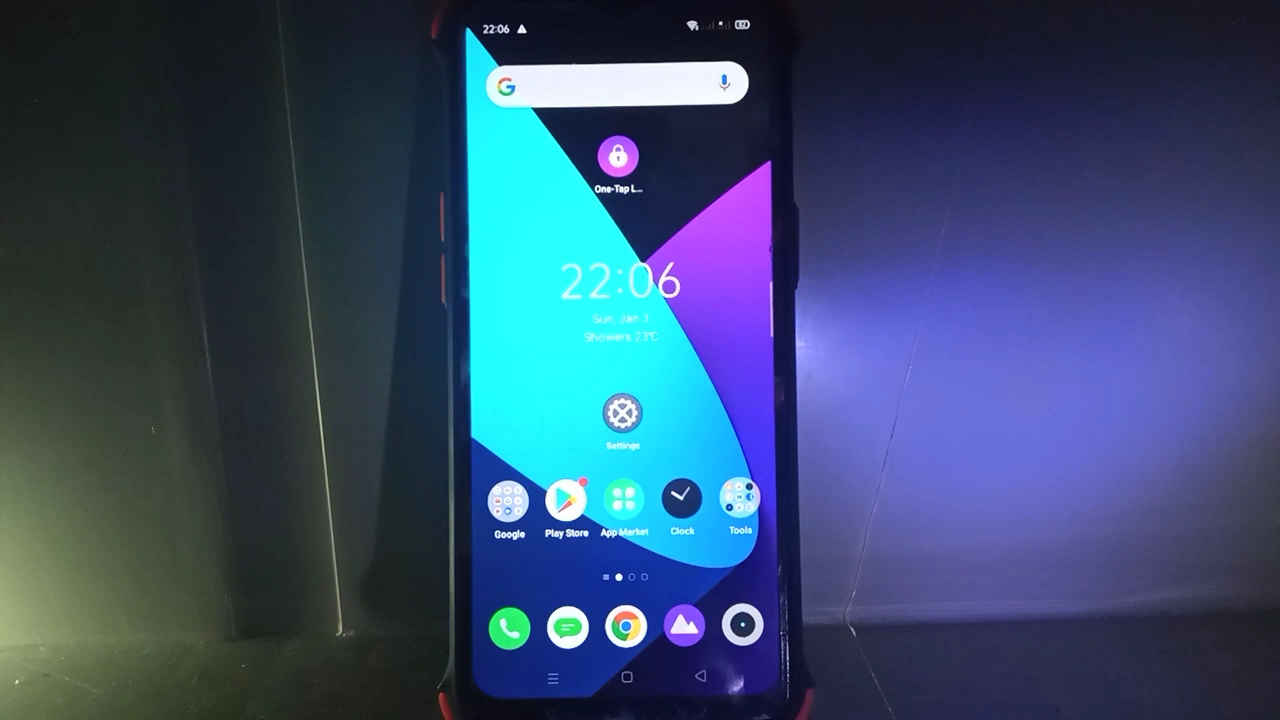 22:06
62
G
One-Tap L...
22:06
Sun, Jan 3
Showers 23°C
Settings
Google
Play Store
App Market
Clock
Tools